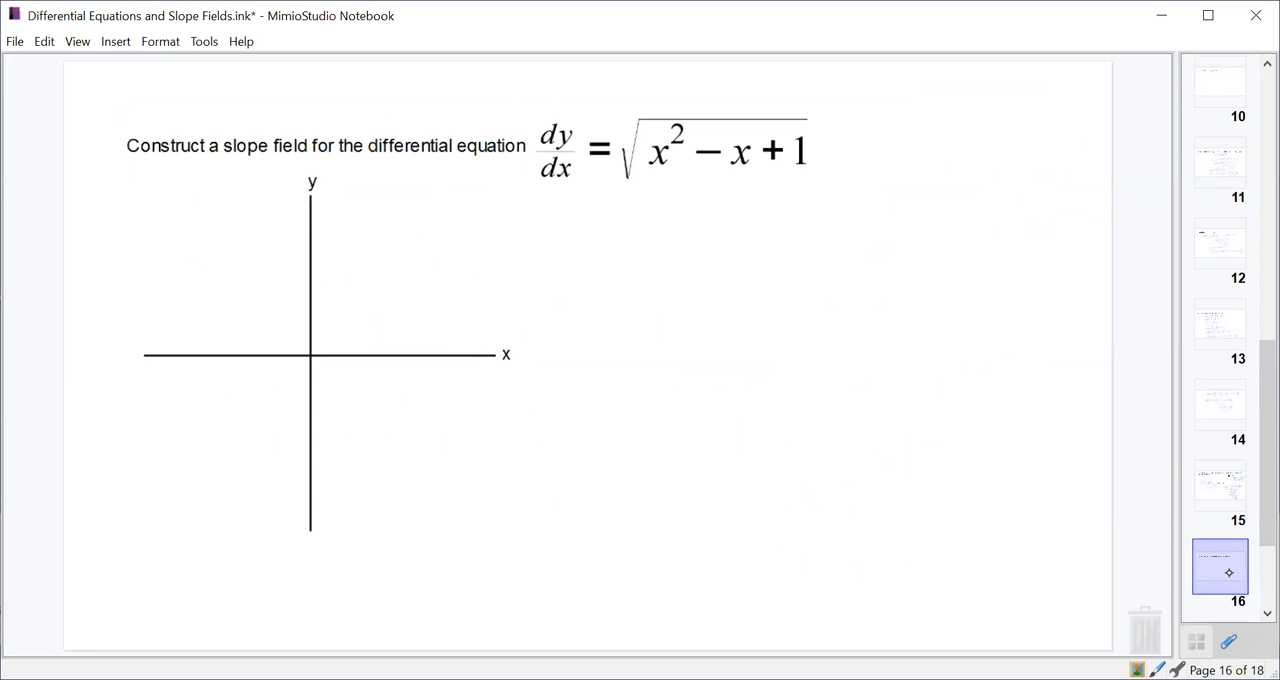 Differential Equations and Slope Fields.ink* - MimioStudio Notebook
File Edit View Insert Format Tools Help
Construct a slope field for the differential equation dy/dx = √(x² − x + 1)
y
x
10
11
12
13
14
15
16
Page 16 of 18